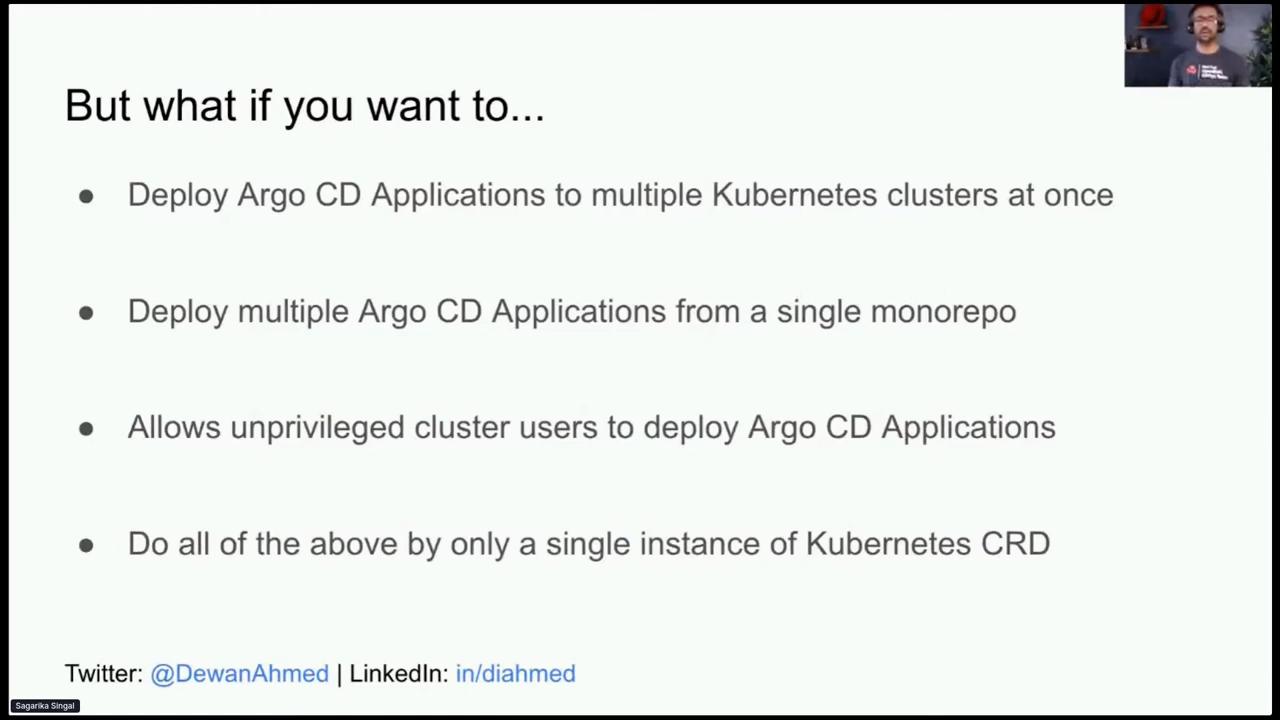 But what if you want to...
● Deploy Argo CD Applications to multiple Kubernetes clusters at once
● Deploy multiple Argo CD Applications from a single monorepo
● Allows unprivileged cluster users to deploy Argo CD Applications
● Do all of the above by only a single instance of Kubernetes CRD
Twitter: @DewanAhmed | LinkedIn: in/diahmed
Sagarika Singal